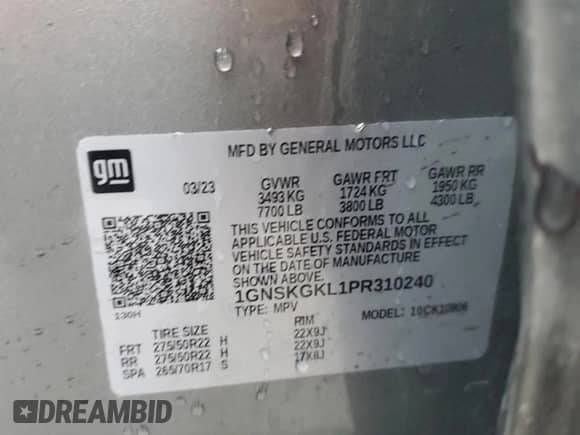 gm
MFD BY GENERAL MOTORS LLC
03/23 GVWR GAWR FRT GAWR RR
3493 KG 1724 KG 1950 KG
7700 LB 3800 LB 4300 LB
THIS VEHICLE CONFORMS TO ALL
APPLICABLE U.S. FEDERAL MOTOR
VEHICLE SAFETY STANDARDS IN EFFECT
ON THE DATE OF MANUFACTURE
SHOWN ABOVE.
1GNSKGKL1PR310240
TYPE: MPV MODEL: 10CK10906
130H
TIRE SIZE RIM
FRT 275/50R22 H 22X9J
RR 275/50R22 H 22X9J
SPA 265/70R17 S 17X8J
DREAMBID